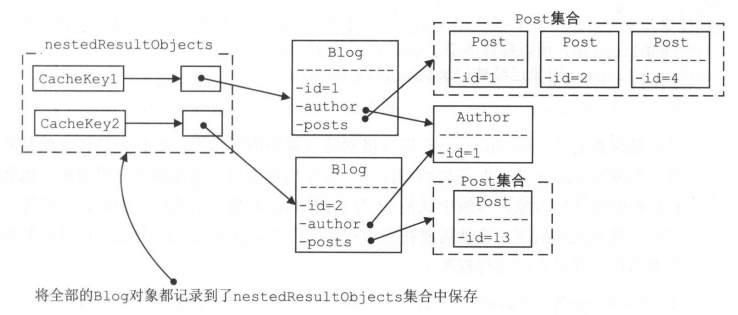 nestedResultObjects
CacheKey1
CacheKey2
Blog
-id=1
-author
-posts
Blog
-id=2
-author
-posts
Post集合
Post
-id=1
Post
-id=2
Post
-id=4
Author
-id=1
Post集合
Post
-id=13
将全部的Blog对象都记录到了nestedResultObjects集合中保存